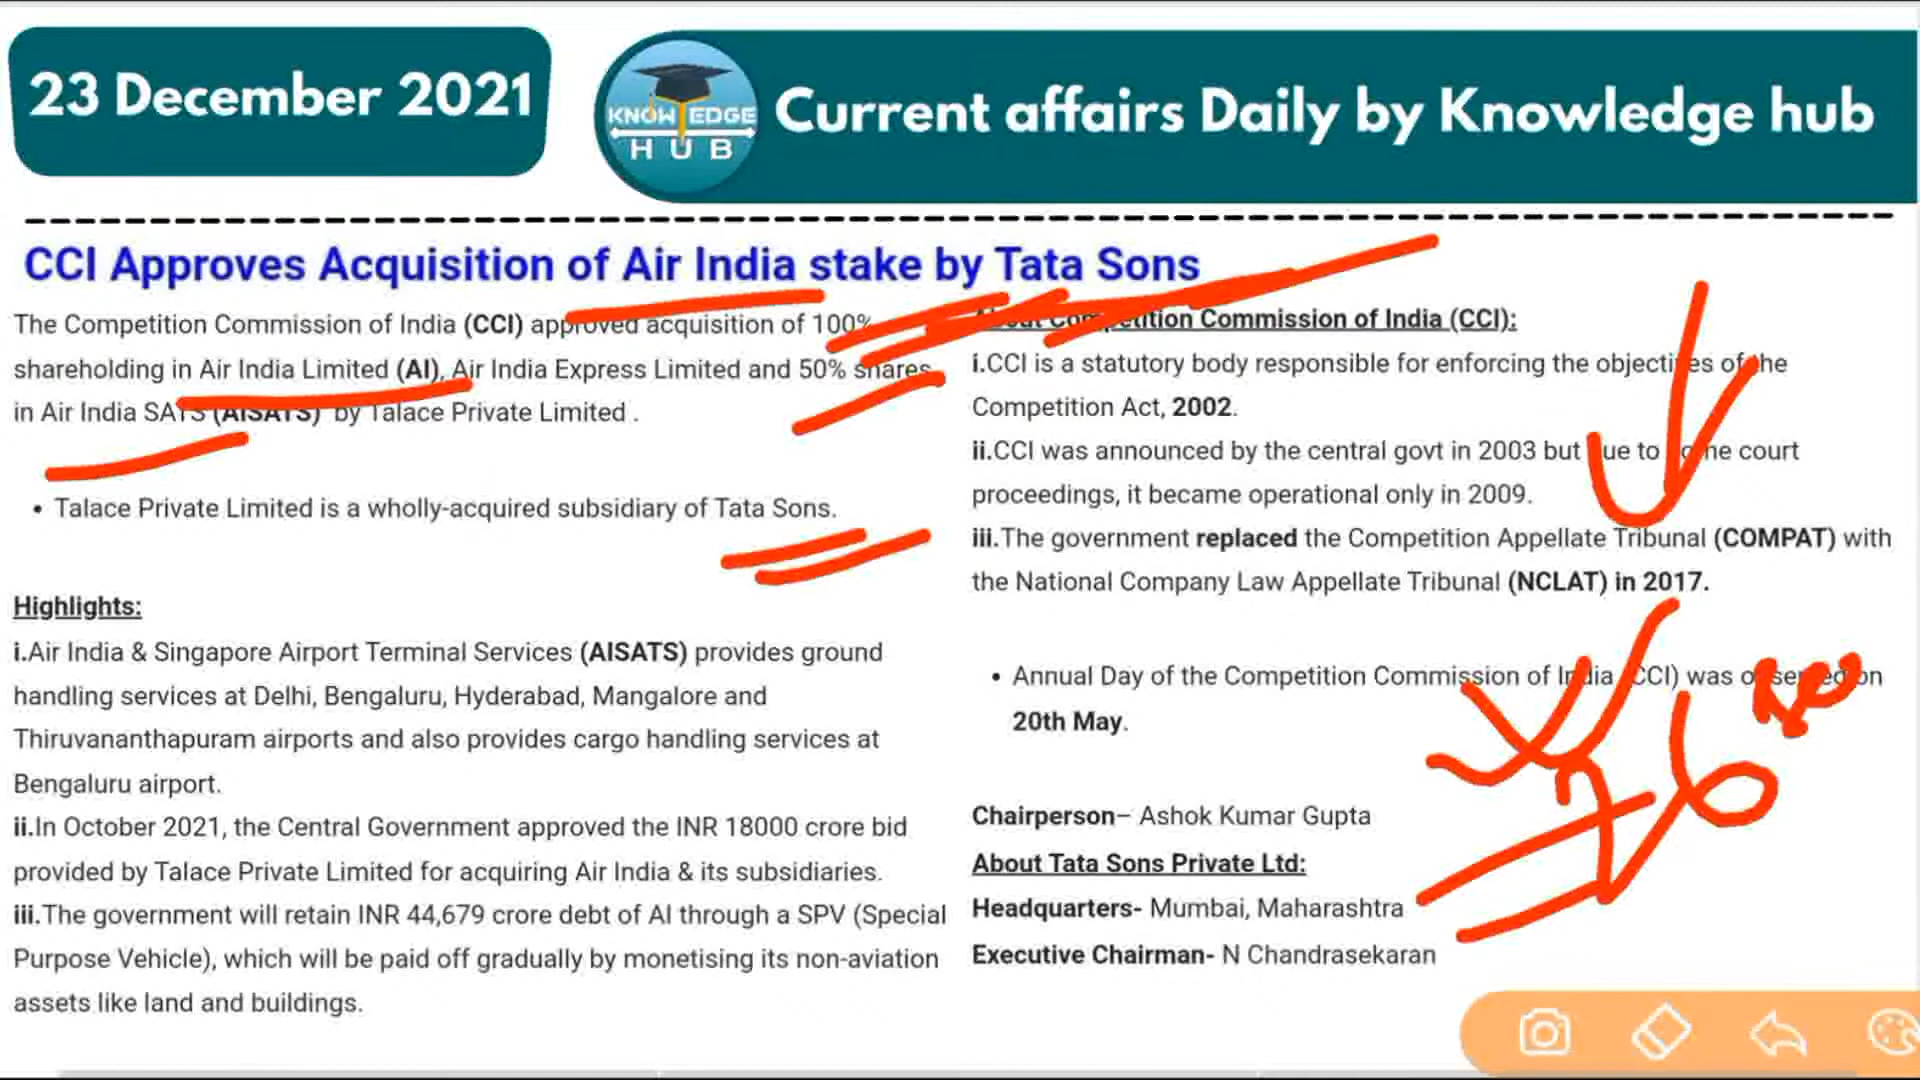 23 December 2021
KNOWLEDGE
HUB
Current affairs Daily by Knowledge hub
CCI Approves Acquisition of Air India stake by Tata Sons
The Competition Commission of India (CCI) approved acquisition of 100%
shareholding in Air India Limited (AI), Air India Express Limited and 50% shares
in Air India SATS (AISATS) by Talace Private Limited .
• Talace Private Limited is a wholly-acquired subsidiary of Tata Sons.
Highlights:
i.Air India & Singapore Airport Terminal Services (AISATS) provides ground
handling services at Delhi, Bengaluru, Hyderabad, Mangalore and
Thiruvananthapuram airports and also provides cargo handling services at
Bengaluru airport.
ii.In October 2021, the Central Government approved the INR 18000 crore bid
provided by Talace Private Limited for acquiring Air India & its subsidiaries.
iii.The government will retain INR 44,679 crore debt of AI through a SPV (Special
Purpose Vehicle), which will be paid off gradually by monetising its non-aviation
assets like land and buildings.
About Competition Commission of India (CCI):
i.CCI is a statutory body responsible for enforcing the objectives of the
Competition Act, 2002.
ii.CCI was announced by the central govt in 2003 but due to some court
proceedings, it became operational only in 2009.
iii.The government replaced the Competition Appellate Tribunal (COMPAT) with
the National Company Law Appellate Tribunal (NCLAT) in 2017.
• Annual Day of the Competition Commission of India (CCI) was observed on
20th May.
Chairperson– Ashok Kumar Gupta
About Tata Sons Private Ltd:
Headquarters- Mumbai, Maharashtra
Executive Chairman- N Chandrasekaran